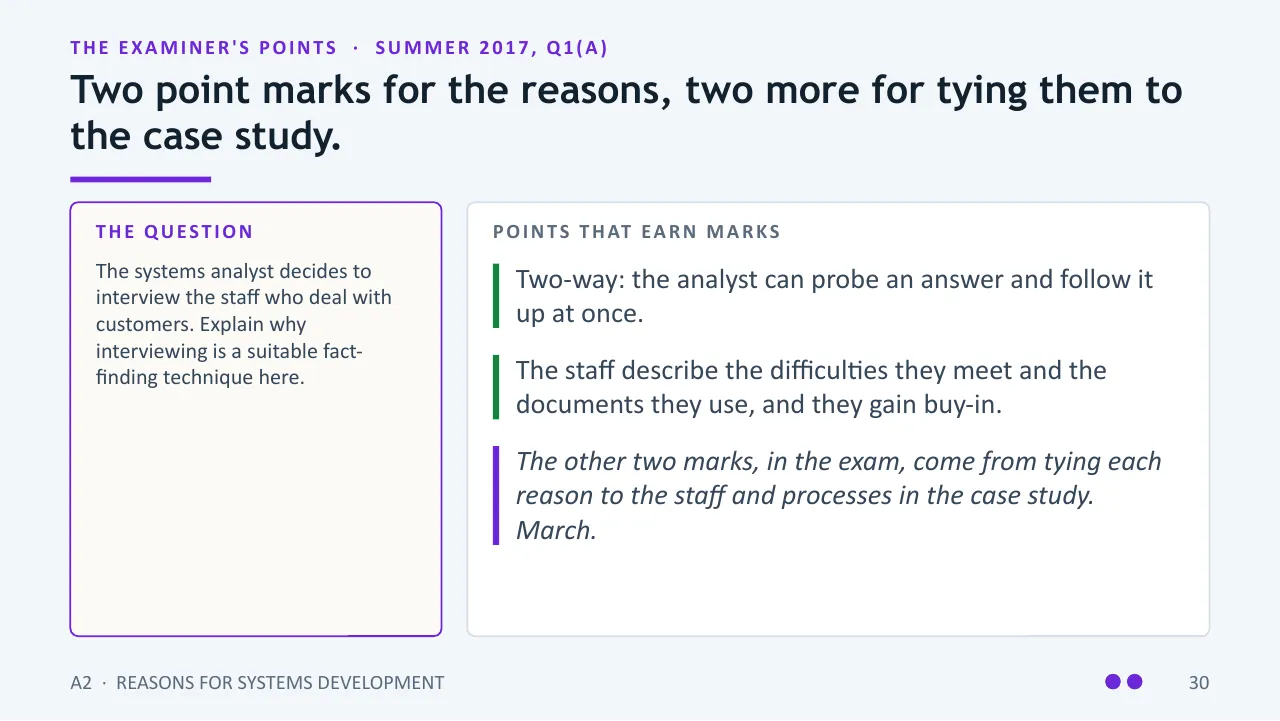 THE EXAMINER'S POINTS · SUMMER 2017, Q1(A)
Two point marks for the reasons, two more for tying them to
the case study.
THE QUESTION
The systems analyst decides to
interview the staff who deal with
customers. Explain why
interviewing is a suitable fact-
finding technique here.
POINTS THAT EARN MARKS
Two-way: the analyst can probe an answer and follow it
up at once.
The staff describe the difficulties they meet and the
documents they use, and they gain buy-in.
The other two marks, in the exam, come from tying each
reason to the staff and processes in the case study.
March.
A2 · REASONS FOR SYSTEMS DEVELOPMENT
30